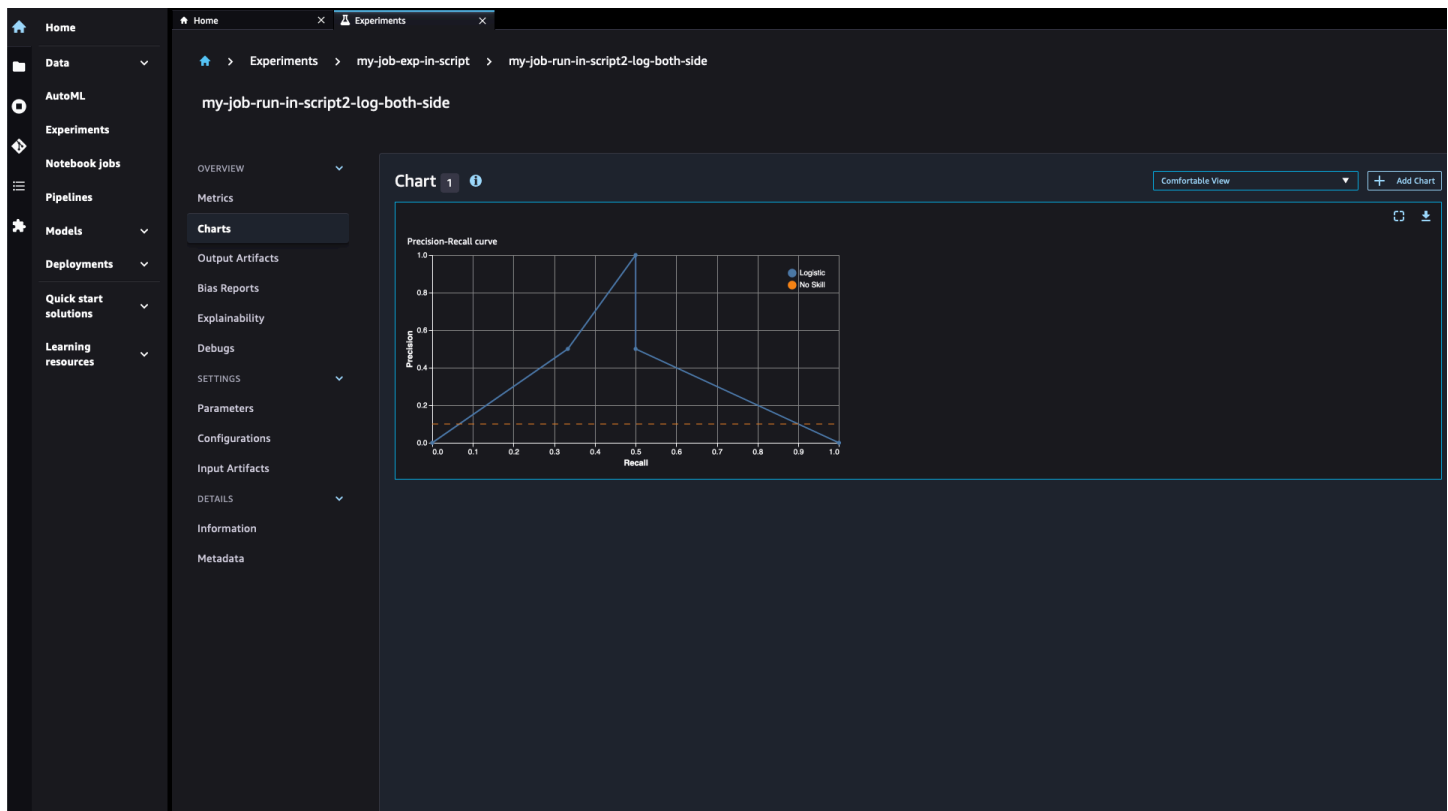 Home
Data
AutoML
Experiments
Notebook jobs
Pipelines
Models
Deployments
Quick start
solutions
Learning
resources
Home
Experiments
Experiments > my-job-exp-in-script > my-job-run-in-script2-log-both-side
my-job-run-in-script2-log-both-side
OVERVIEW
Metrics
Charts
Output Artifacts
Bias Reports
Explainability
Debugs
SETTINGS
Parameters
Configurations
Input Artifacts
DETAILS
Information
Metadata
Chart 1
Comfortable View
Add Chart
Precision-Recall curve
Logistic
No Skill
Precision
1.0
0.8
0.6
0.4
0.2
0.0
0.0 0.1 0.2 0.3 0.4 0.5 0.6 0.7 0.8 0.9 1.0
Recall